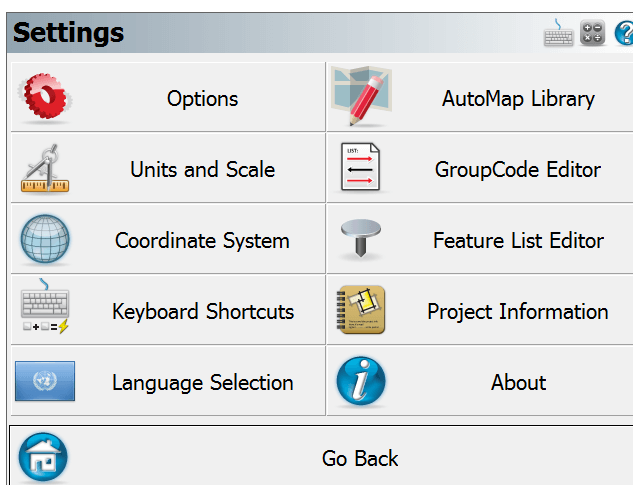 Settings
Options
AutoMap Library
Units and Scale
LIST:
GroupCode Editor
Coordinate System
Feature List Editor
Keyboard Shortcuts
Project Information
Language Selection
About
Go Back